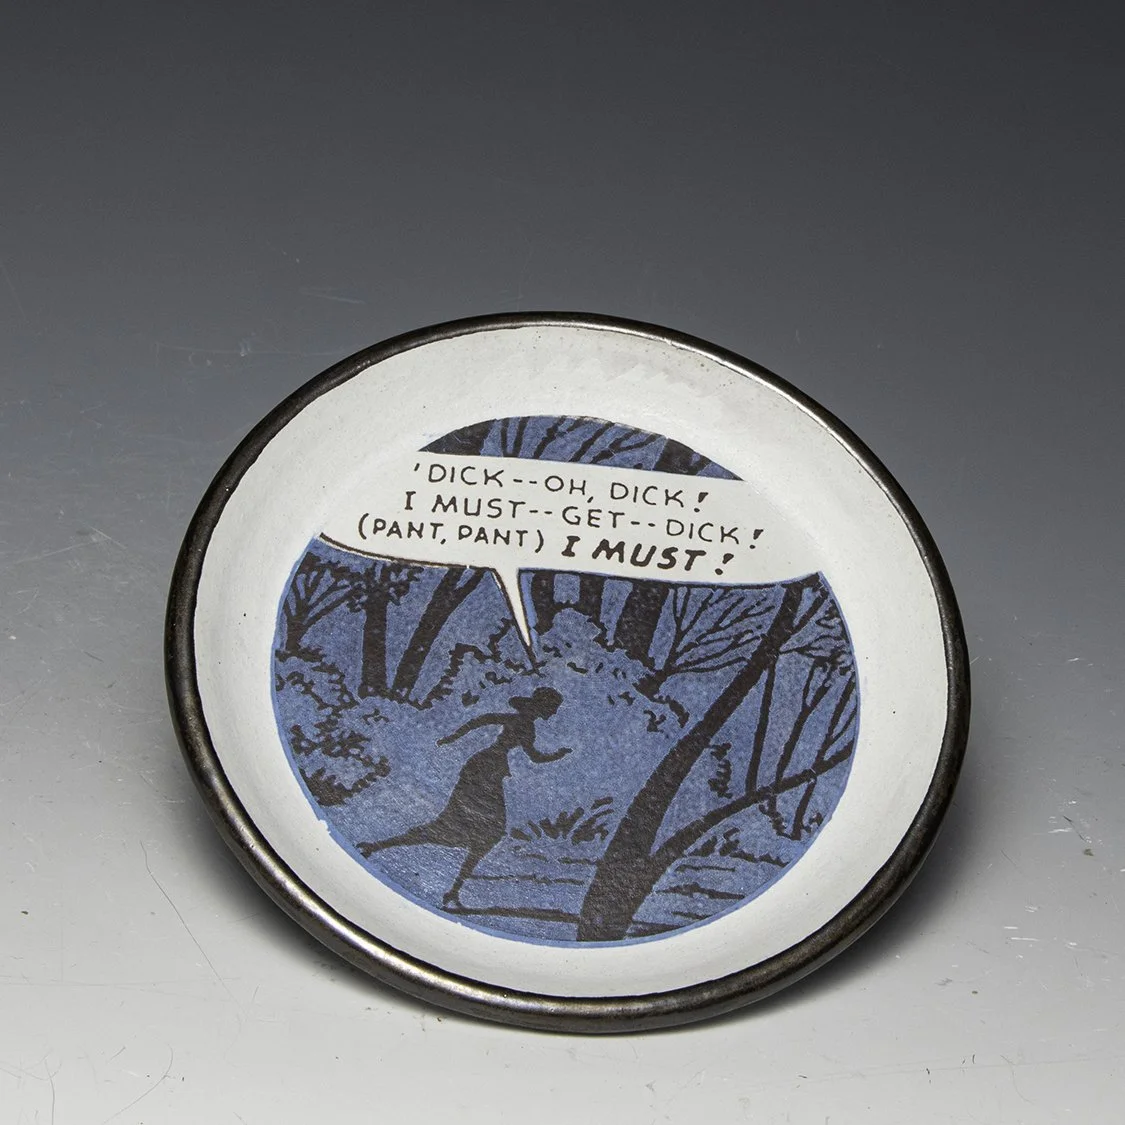 'DICK--OH, DICK!
I MUST--GET--DICK!
(PANT, PANT) I MUST!